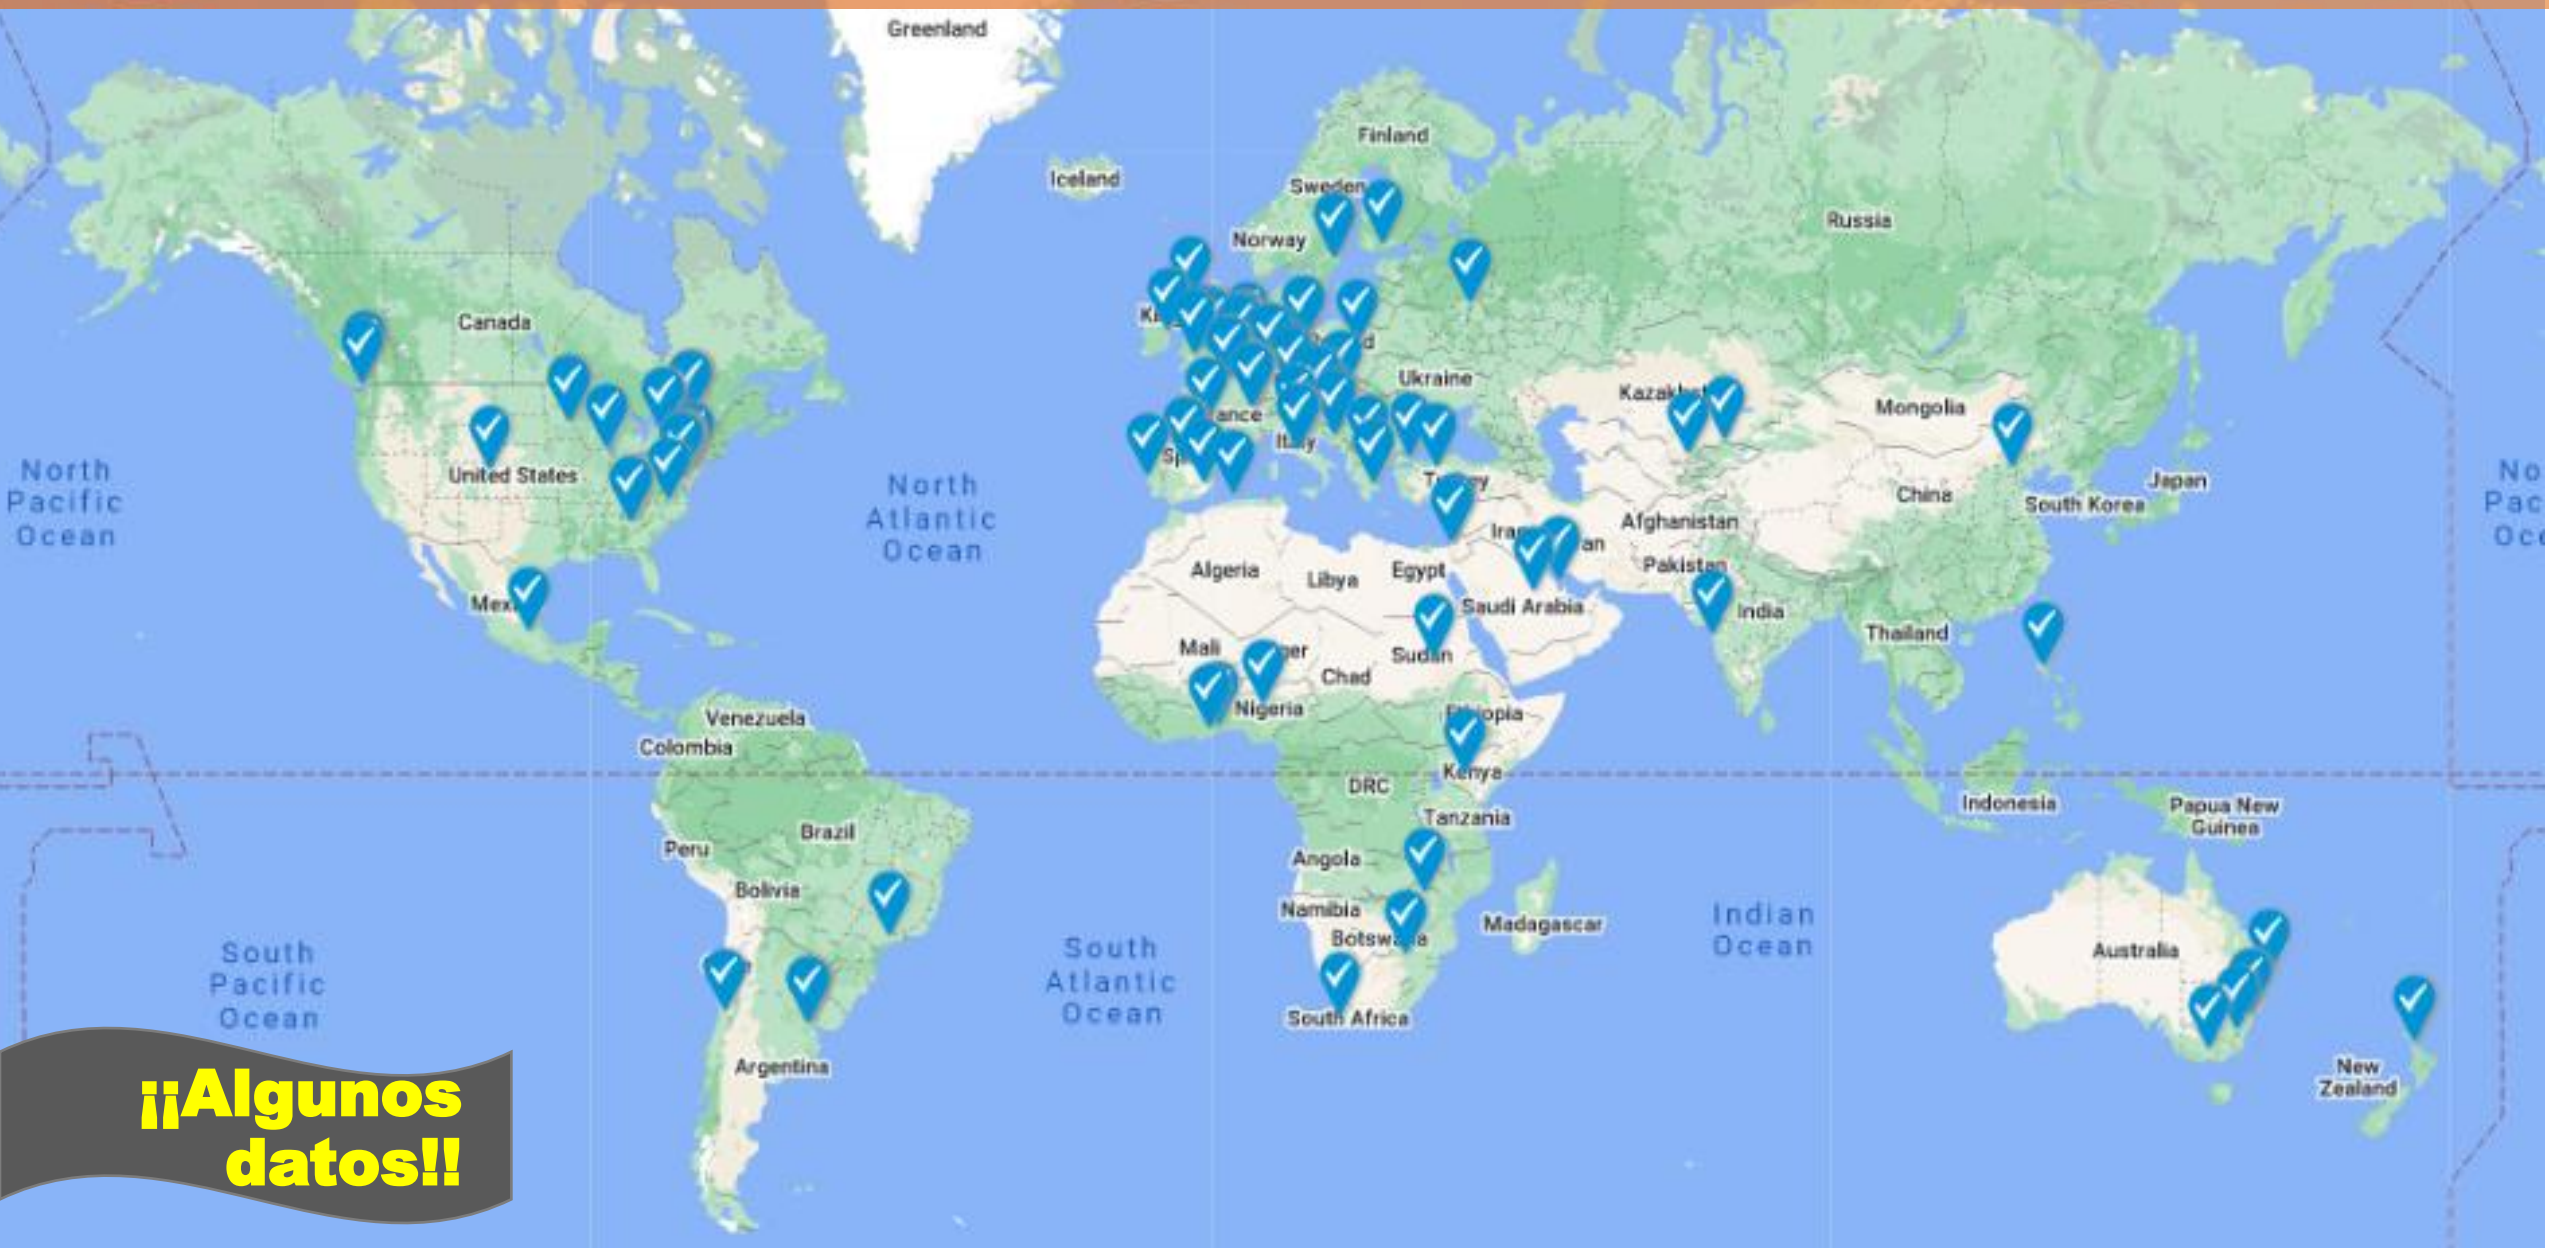 Greenland
Finland
Iceland
Sweden
Norway
Russia
Canada
Ukraine
Mongolia
Italy
United States
China
Japan
South Korea
Afghanistan
Pakistan
India
Thailand
North
Pacific
Ocean
North
Atlantic
Ocean
Algeria
Libya
Egypt
Saudi Arabia
Mali
Chad
Sudan
Nigeria
Venezuela
Colombia
Kenya
DRC
Tanzania
Indonesia
Papua New
Guinea
Brazil
Peru
Angola
Bolivia
Namibia
Madagascar
Indian
Ocean
Australia
South
Pacific
Ocean
South
Atlantic
Ocean
South Africa
Argentina
New
Zealand
¡¡Algunos
datos!!